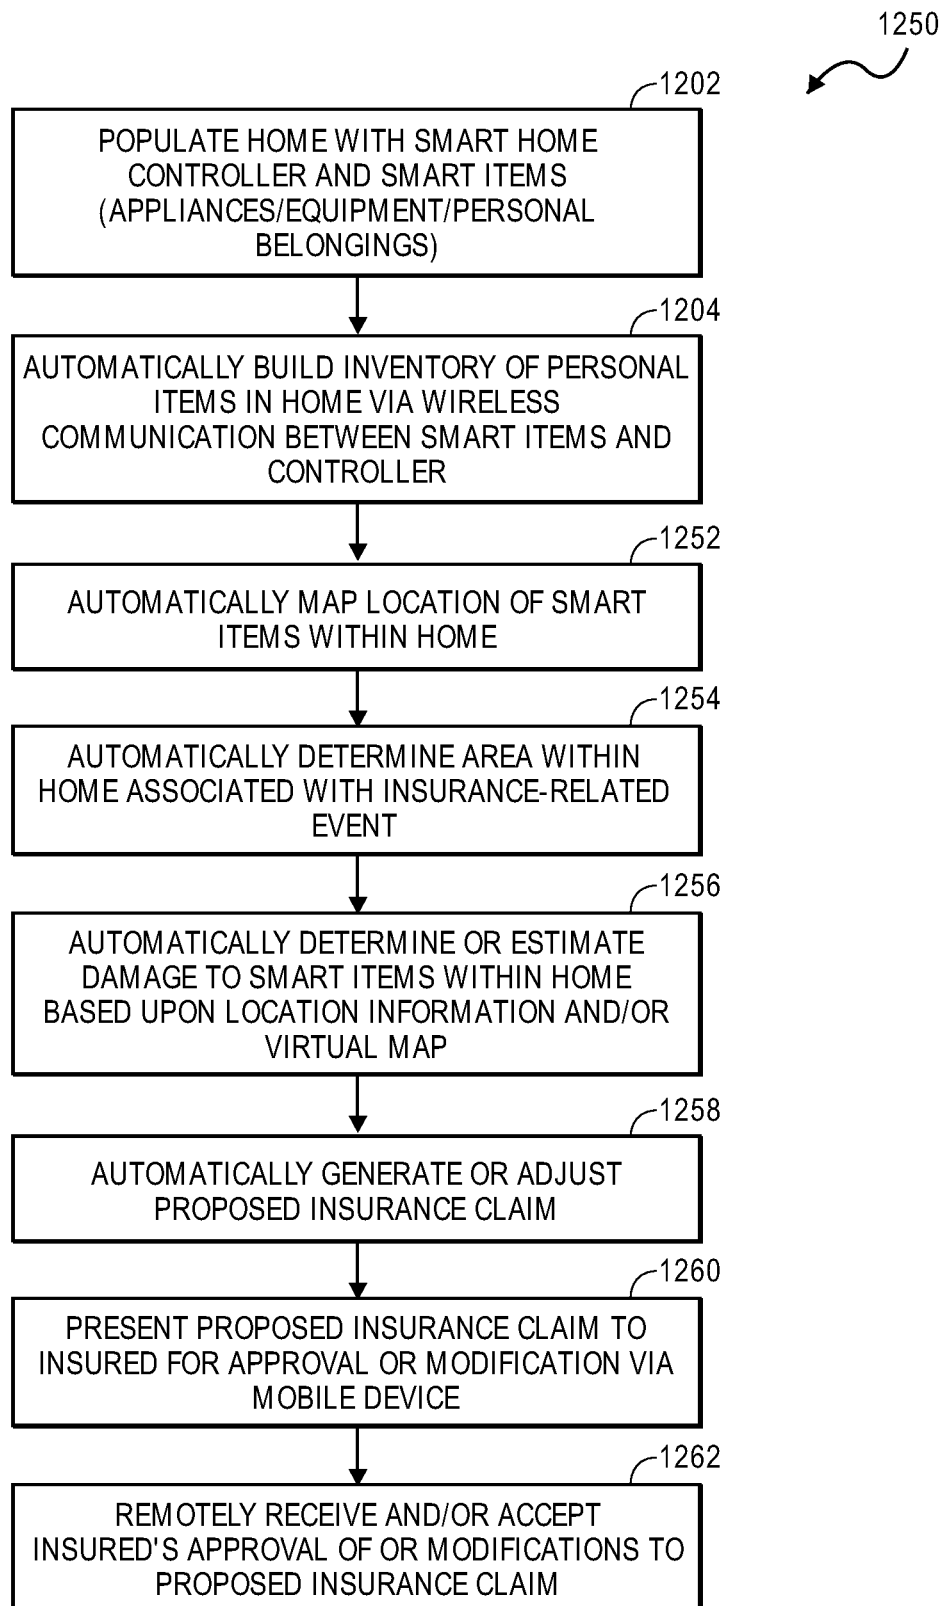 1250
1202
POPULATE HOME WITH SMART HOME
CONTROLLER AND SMART ITEMS
(APPLIANCES/EQUIPMENT/PERSONAL
BELONGINGS)
1204
AUTOMATICALLY BUILD INVENTORY OF PERSONAL
ITEMS IN HOME VIA WIRELESS
COMMUNICATION BETWEEN SMART ITEMS AND
CONTROLLER
1252
AUTOMATICALLY MAP LOCATION OF SMART
ITEMS WITHIN HOME
1254
AUTOMATICALLY DETERMINE AREA WITHIN
HOME ASSOCIATED WITH INSURANCE-RELATED
EVENT
1256
AUTOMATICALLY DETERMINE OR ESTIMATE
DAMAGE TO SMART ITEMS WITHIN HOME
BASED UPON LOCATION INFORMATION AND/OR
VIRTUAL MAP
1258
AUTOMATICALLY GENERATE OR ADJUST
PROPOSED INSURANCE CLAIM
1260
PRESENT PROPOSED INSURANCE CLAIM TO
INSURED FOR APPROVAL OR MODIFICATION VIA
MOBILE DEVICE
1262
REMOTELY RECEIVE AND/OR ACCEPT
INSURED'S APPROVAL OF OR MODIFICATIONS TO
PROPOSED INSURANCE CLAIM